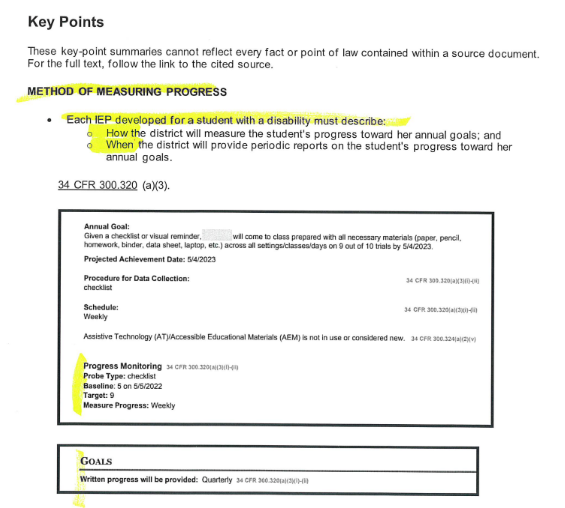 Key Points
These key-point summaries cannot reflect every fact or point of law contained within a source document.
For the full text, follow the link to the cited source.
METHOD OF MEASURING PROGRESS
• Each IEP developed for a student with a disability must describe:
o How the district will measure the student's progress toward her annual goals; and
o When the district will provide periodic reports on the student's progress toward her
annual goals.
34 CFR 300.320 (a)(3).
Annual Goal:
Given a checklist or visual reminder, will come to class prepared with all necessary materials (paper, pencil,
homework, binder, data sheet, laptop, etc.) across all settings/classes/days on 9 out of 10 trials by 5/4/2023.
Projected Achievement Date: 5/4/2023
Procedure for Data Collection: 34 CFR 300.320(a)(3)(i)-(ii)
checklist
Schedule: 34 CFR 300.320(a)(3)(i)-(ii)
Weekly
Assistive Technology (AT)/Accessible Educational Materials (AEM) is not in use or considered new. 34 CFR 300.324(a)(2)(v)
Progress Monitoring 34 CFR 300.320(a)(3)(i)-(ii)
Probe Type: checklist
Baseline: 5 on 5/5/2022
Target: 9
Measure Progress: Weekly
GOALS
Written progress will be provided: Quarterly 34 CFR 300.320(a)(3)(i)-(ii)